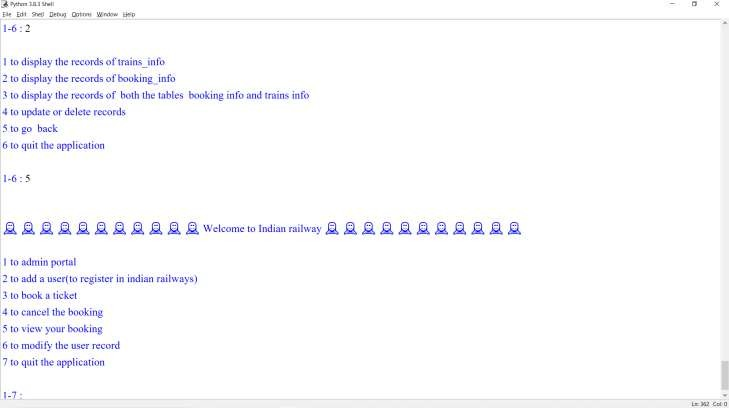 Python 3.8.3 Shell
File Edit Shell Debug Options Window Help
1-6 : 2
1 to display the records of trains_info
2 to display the records of booking_info
3 to display the records of  both the tables  booking info and trains info
4 to update or delete records
5 to go  back
6 to quit the application
1-6 : 5
Welcome to Indian railway
1 to admin portal
2 to add a user(to register in indian railways)
3 to book a ticket
4 to cancel the booking
5 to view your booking
6 to modify the user record
7 to quit the application
1-7 :
Ln: 362 Col: 0